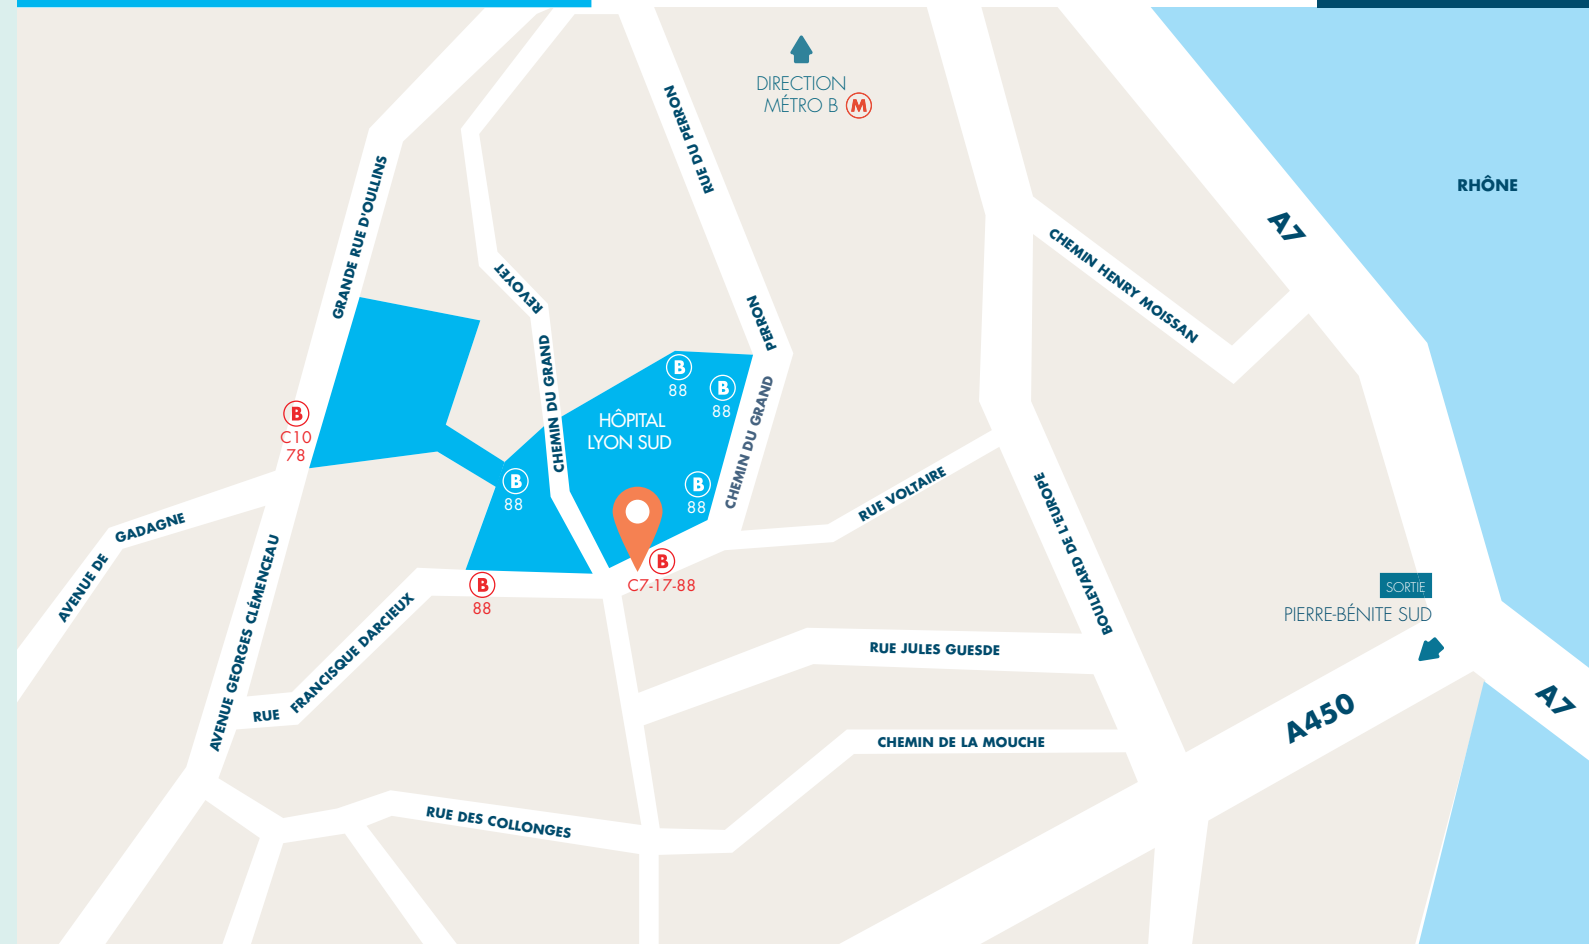 DIRECTION
MÉTRO B M
RUE DU PERRON
GRANDE RUE D'OULLINS
RHÔNE
A7
CHEMIN HENRY MOISSAN
REVOYET
CHEMIN DU GRAND
PERRON
CHEMIN DU GRAND
B
88
B
88
HÔPITAL
LYON SUD
B
C10
78
B
88
B
88
RUE VOLTAIRE
AVENUE DE
GADAGNE
B
C7-17-88
B
88
BOULEVARD DE L'EUROPE
AVENUE GEORGES CLÉMENCEAU
RUE
FRANCISQUE DARCIEUX
SORTIE
PIERRE-BÉNITE SUD
RUE JULES GUESDE
A450
A7
CHEMIN DE LA MOUCHE
RUE DES COLLONGES